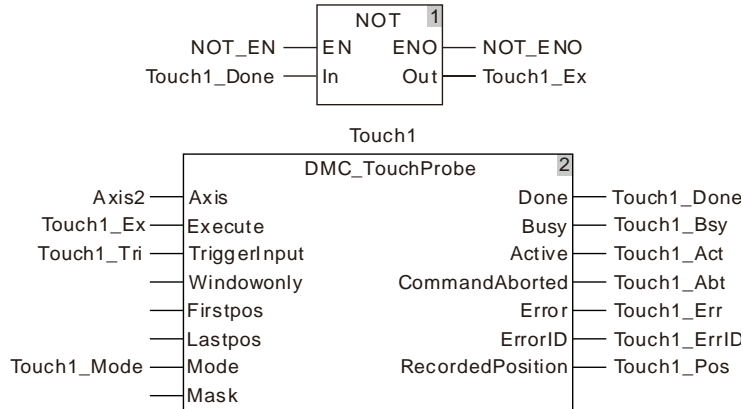 NOT 1
NOT_EN EN ENO NOT_ENO
Touch1_Done In Out Touch1_Ex
Touch1
DMC_TouchProbe 2
Axis2 Axis Done Touch1_Done
Touch1_Ex Execute Busy Touch1_Bsy
Touch1_Tri TriggerInput Active Touch1_Act
Windowonly CommandAborted Touch1_Abt
Firstpos Error Touch1_Err
Lastpos ErrorID Touch1_ErrID
Touch1_Mode Mode RecordedPosition Touch1_Pos
Mask